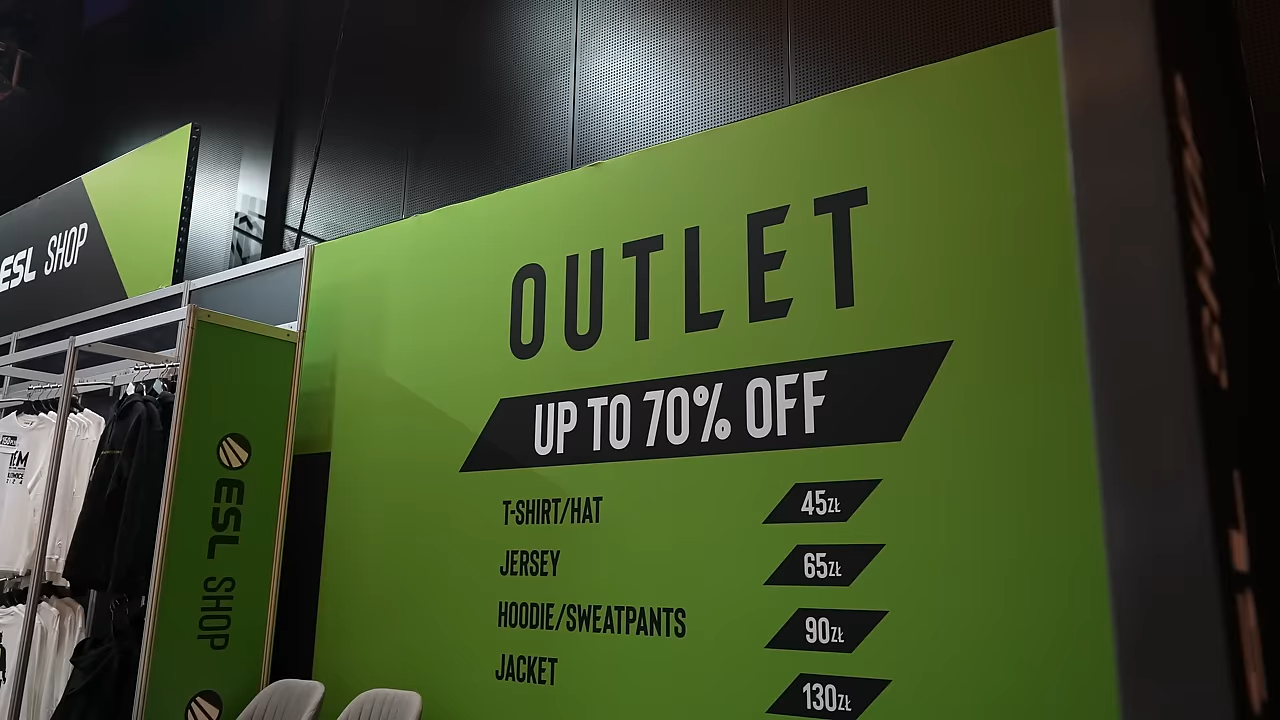 ESL SHOP
OUTLET
UP TO 70% OFF
T-SHIRT/HAT 45ZŁ
JERSEY 65ZŁ
HOODIE/SWEATPANTS 90ZŁ
JACKET 130ZŁ
ESL SHOP